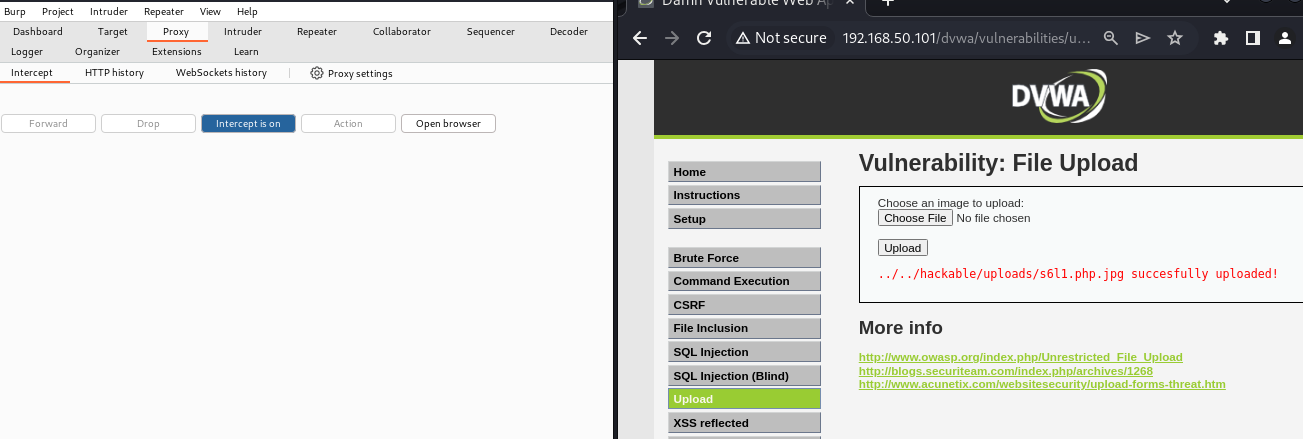 Burp Project Intruder Repeater View Help
Dashboard Target Proxy Intruder Repeater Collaborator Sequencer Decoder
Logger Organizer Extensions Learn
Intercept HTTP history WebSockets history Proxy settings
Forward Drop Intercept is on Action Open browser
Damn Vulnerable Web Ap
Not secure 192.168.50.101/dvwa/vulnerabilities/u...
DVWA
Home
Instructions
Setup
Brute Force
Command Execution
CSRF
File Inclusion
SQL Injection
SQL Injection (Blind)
Upload
XSS reflected
Vulnerability: File Upload
Choose an image to upload:
Choose File No file chosen
Upload
../../hackable/uploads/s6l1.php.jpg succesfully uploaded!
More info
http://www.owasp.org/index.php/Unrestricted_File_Upload
http://blogs.securiteam.com/index.php/archives/1268
http://www.acunetix.com/websitesecurity/upload-forms-threat.htm